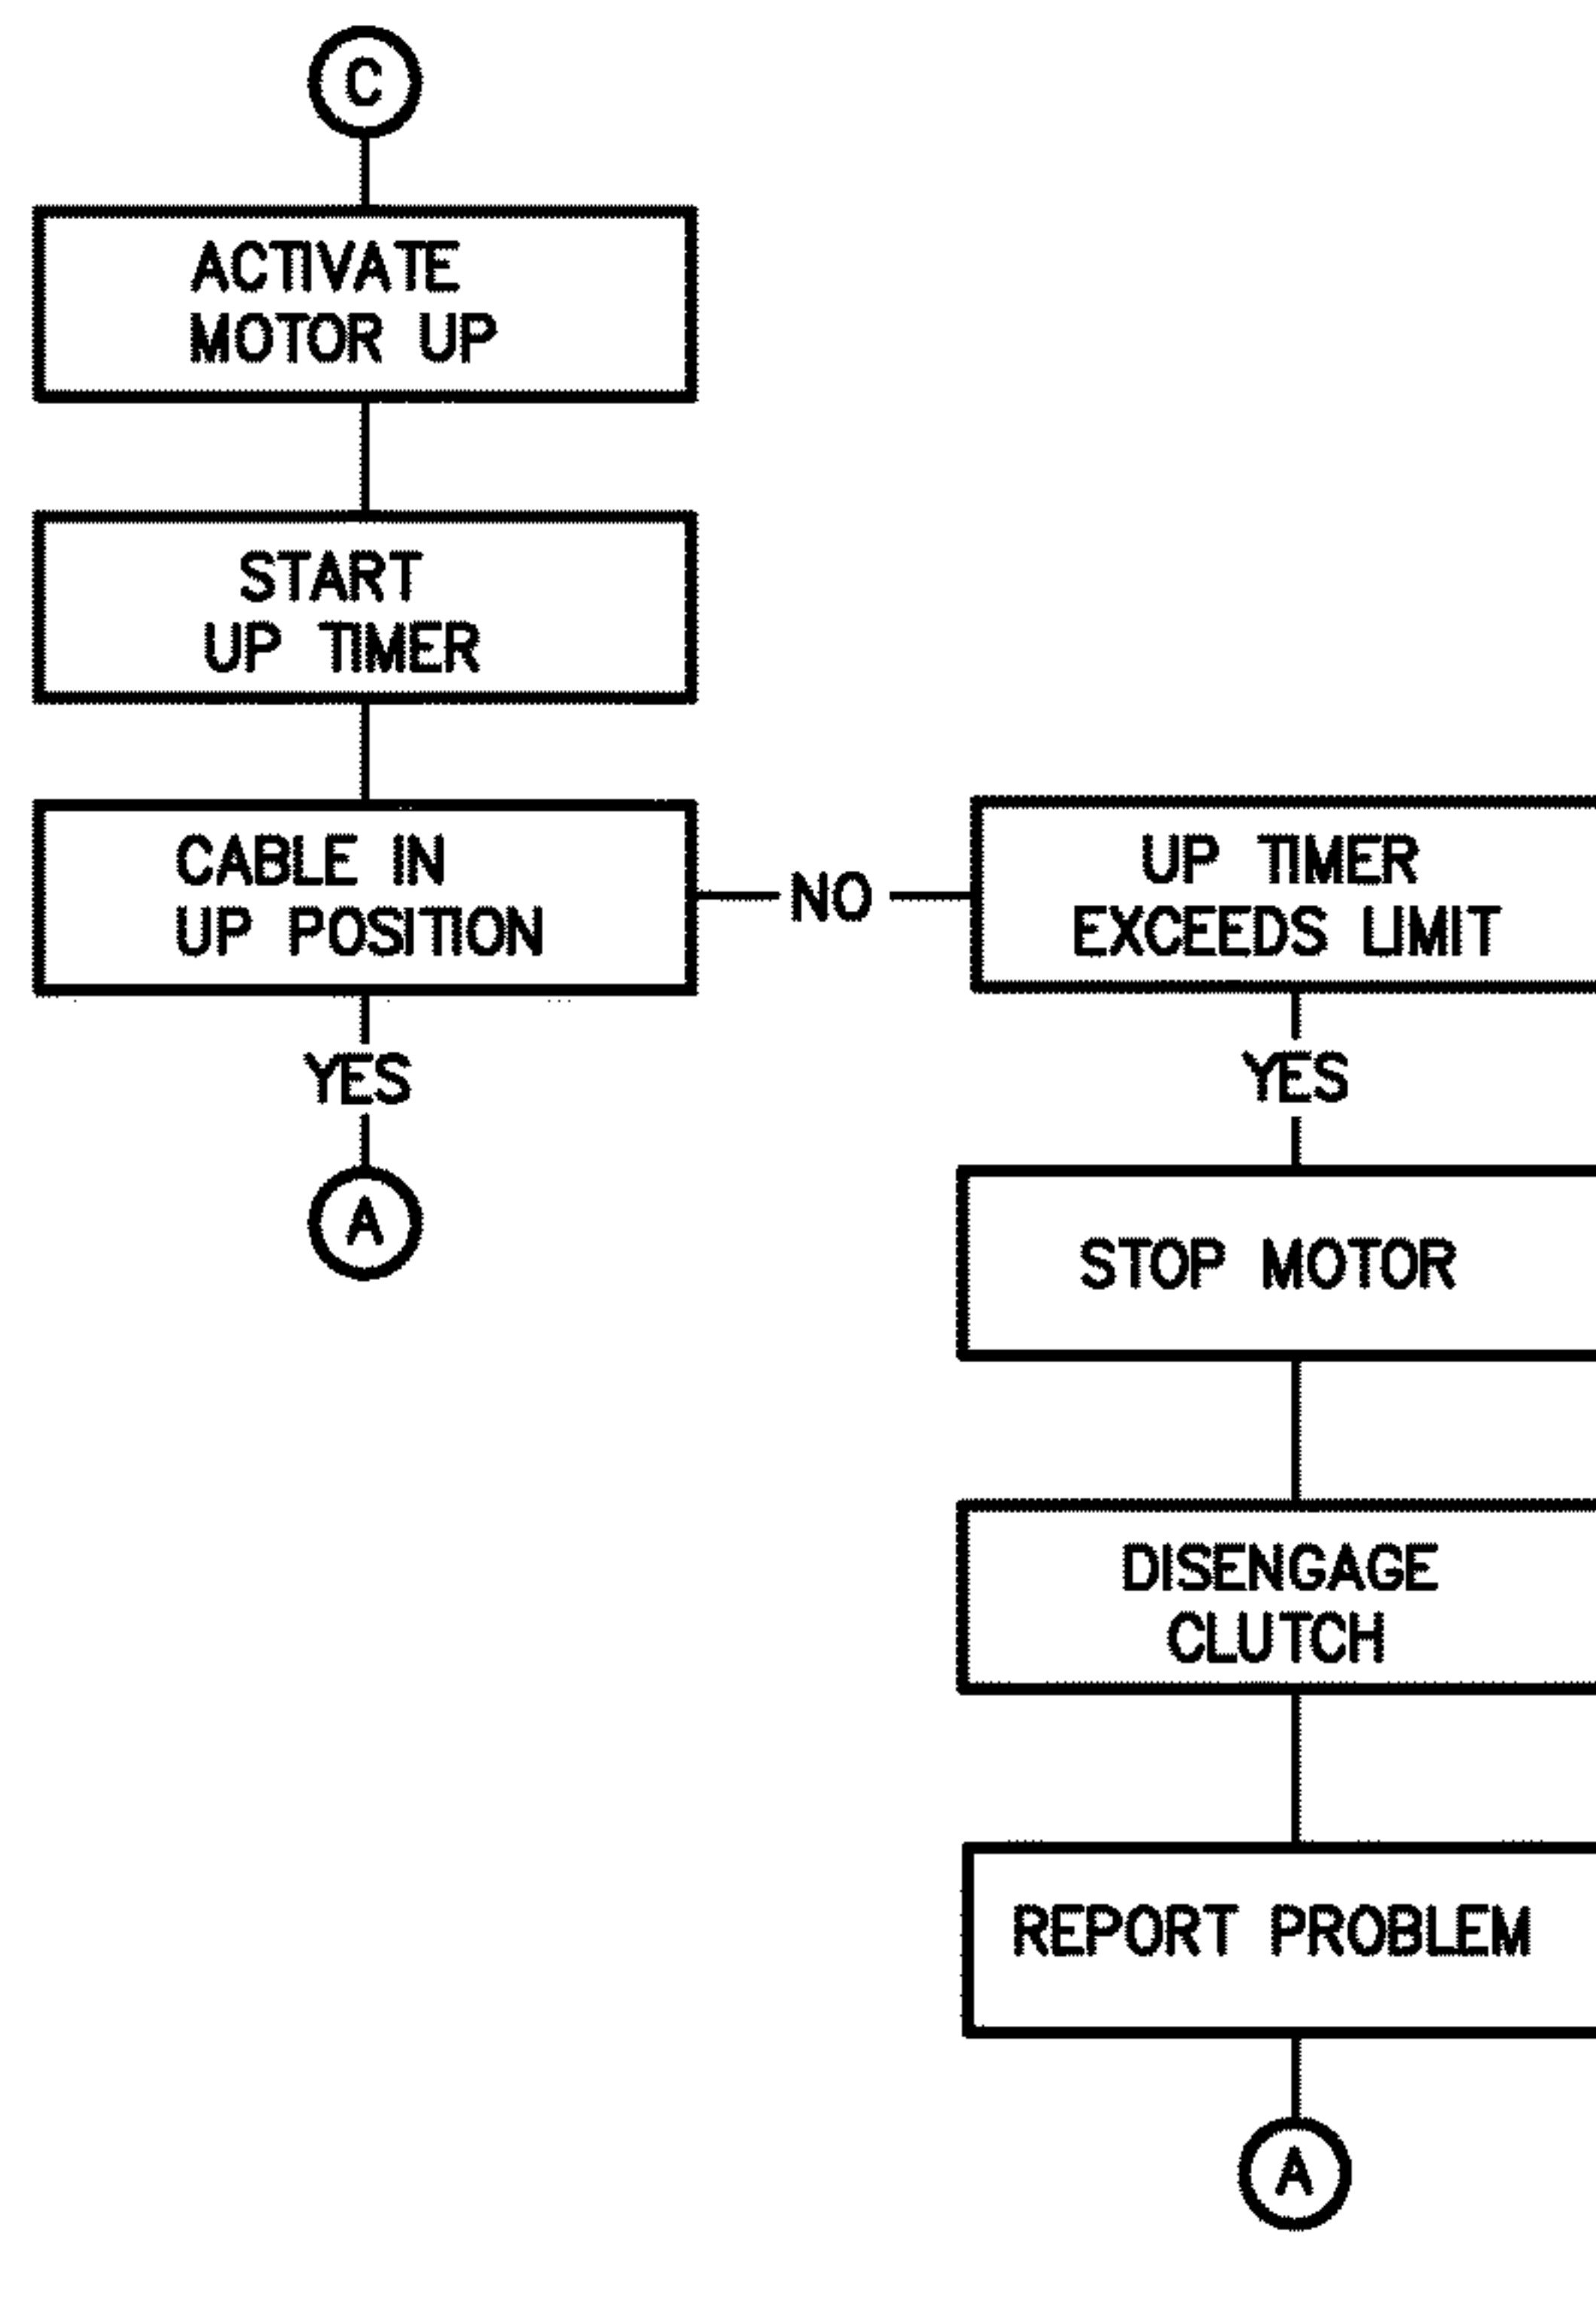 C
ACTIVATE
MOTOR UP
START
UP TIMER
CABLE IN
UP POSITION
NO
UP TIMER
EXCEEDS LIMIT
YES
A
YES
STOP MOTOR
DISENGAGE
CLUTCH
REPORT PROBLEM
A